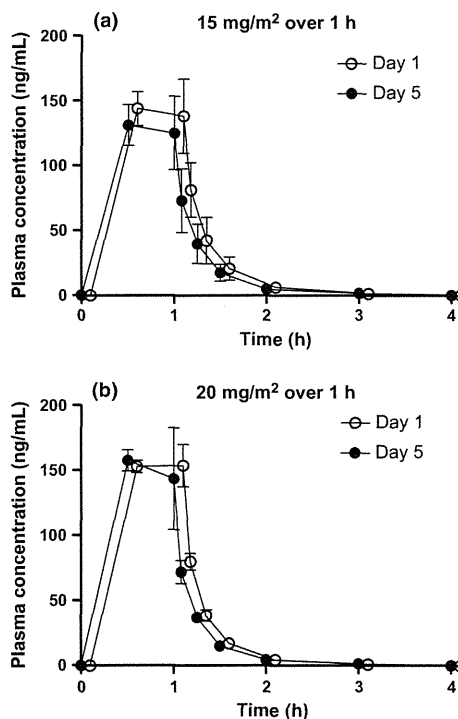 (a) 15 mg/m² over 1 h
Day 1
Day 5
Plasma concentration (ng/mL)
200
150
100
50
0
0 1 2 3 4
Time (h)
(b) 20 mg/m² over 1 h
Day 1
Day 5
Plasma concentration (ng/mL)
200
150
100
50
0
0 1 2 3 4
Time (h)